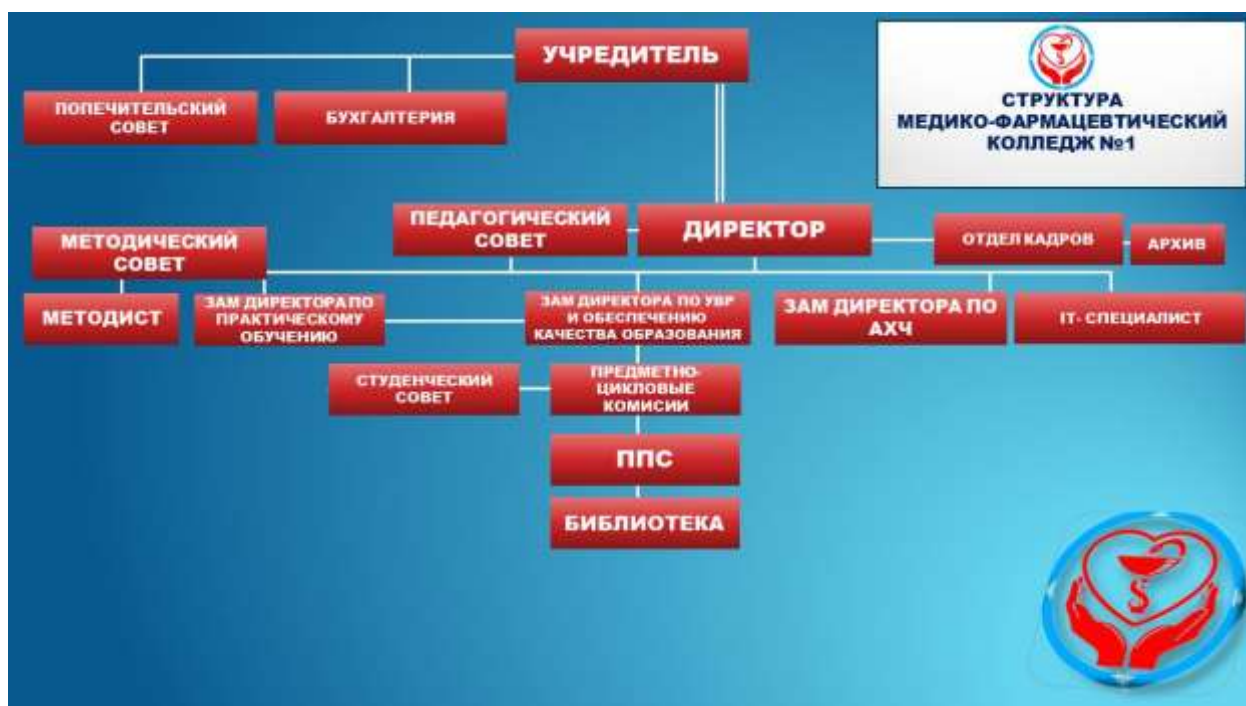 УЧРЕДИТЕЛЬ
СТРУКТУРА
МЕДИКО-ФАРМАЦЕВТИЧЕСКИЙ
КОЛЛЕДЖ №1
ПОПЕЧИТЕЛЬСКИЙ
СОВЕТ
БУХГАЛТЕРИЯ
ПЕДАГОГИЧЕСКИЙ
СОВЕТ
ДИРЕКТОР
ОТДЕЛ КАДРОВ
АРХИВ
МЕТОДИЧЕСКИЙ
СОВЕТ
МЕТОДИСТ
ЗАМ ДИРЕКТОРА ПО
ПРАКТИЧЕСКОМУ
ОБУЧЕНИЮ
ЗАМ ДИРЕКТОРА ПО УВР
И ОБЕСПЕЧЕНИЮ
КАЧЕСТВА ОБРАЗОВАНИЯ
ЗАМ ДИРЕКТОРА ПО
АХЧ
IT- СПЕЦИАЛИСТ
СТУДЕНЧЕСКИЙ
СОВЕТ
ПРЕДМЕТНО-
ЦИКЛОВЫЕ
КОМИСИИ
ППС
БИБЛИОТЕКА